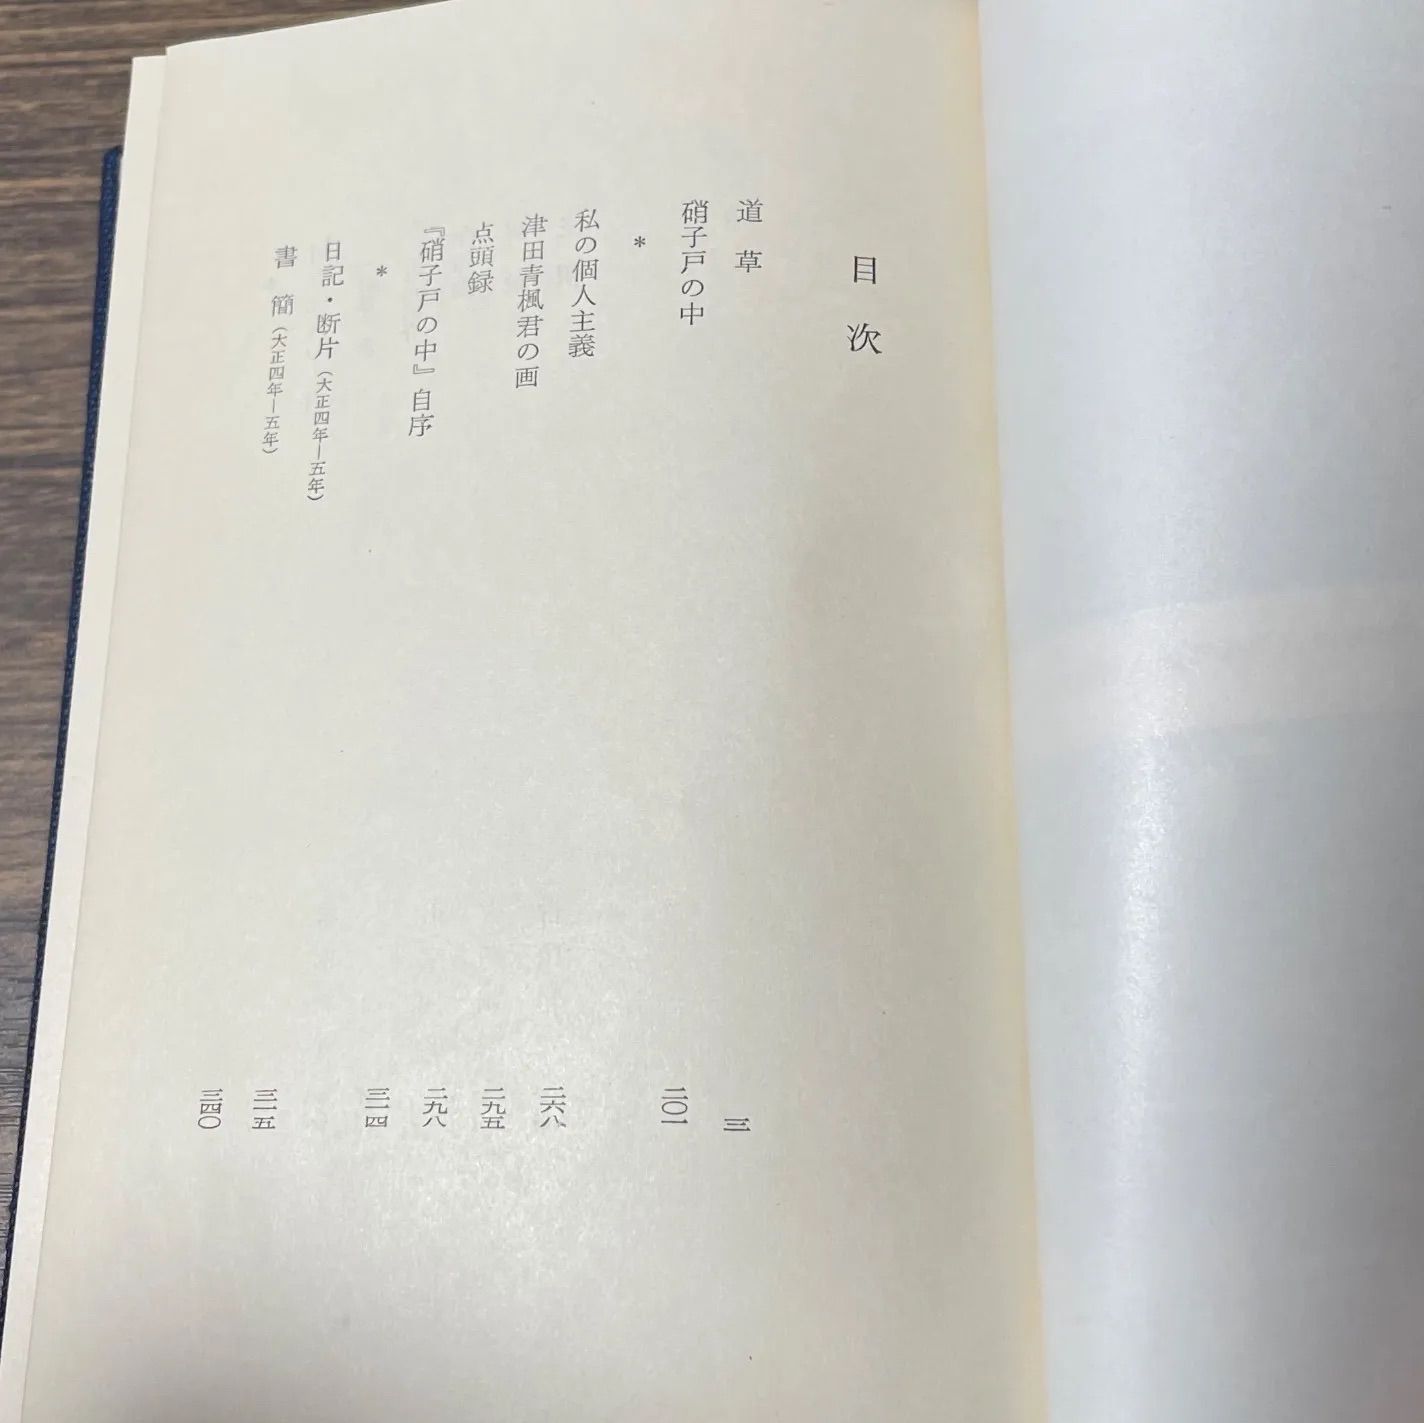 目次
道草 三
硝子戸の中 二〇一
*
私の個人主義 二六八
津田青楓君の画 二九五
点頭録 二九八
『硝子戸の中』自序 三一四
*
日記・断片（大正四年―五年） 三一五
書簡（大正四年―五年） 三四〇